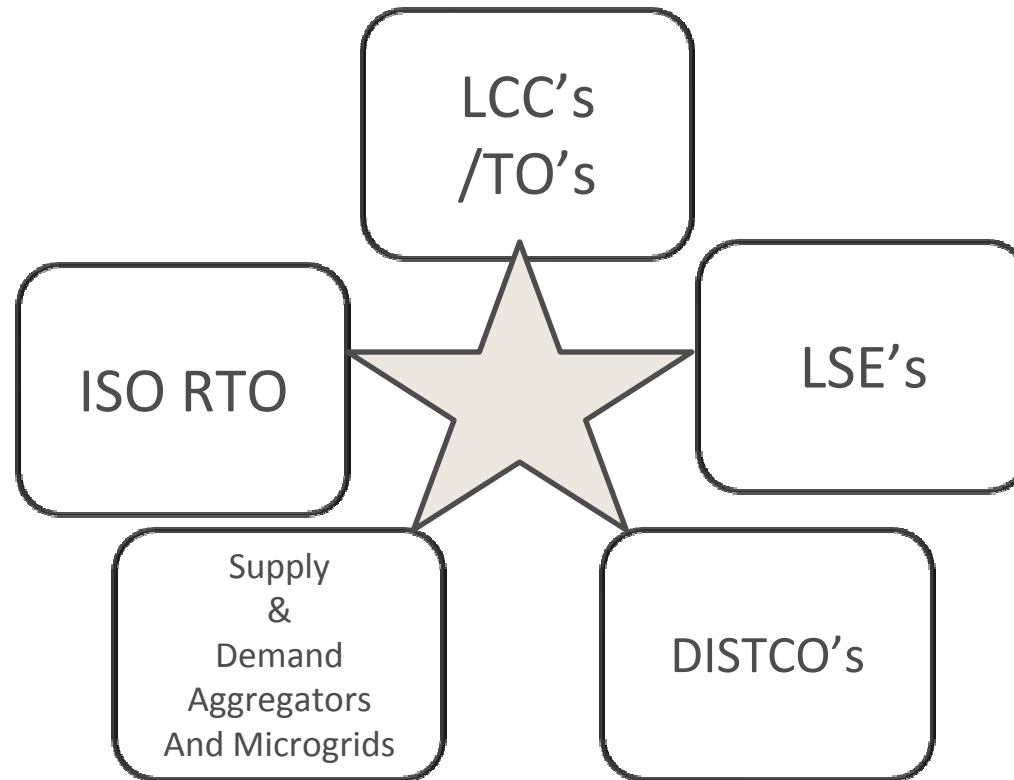 LCC’s
/TO’s
ISO RTO
LSE’s
Supply
&
Demand
Aggregators
And Microgrids
DISTCO’s